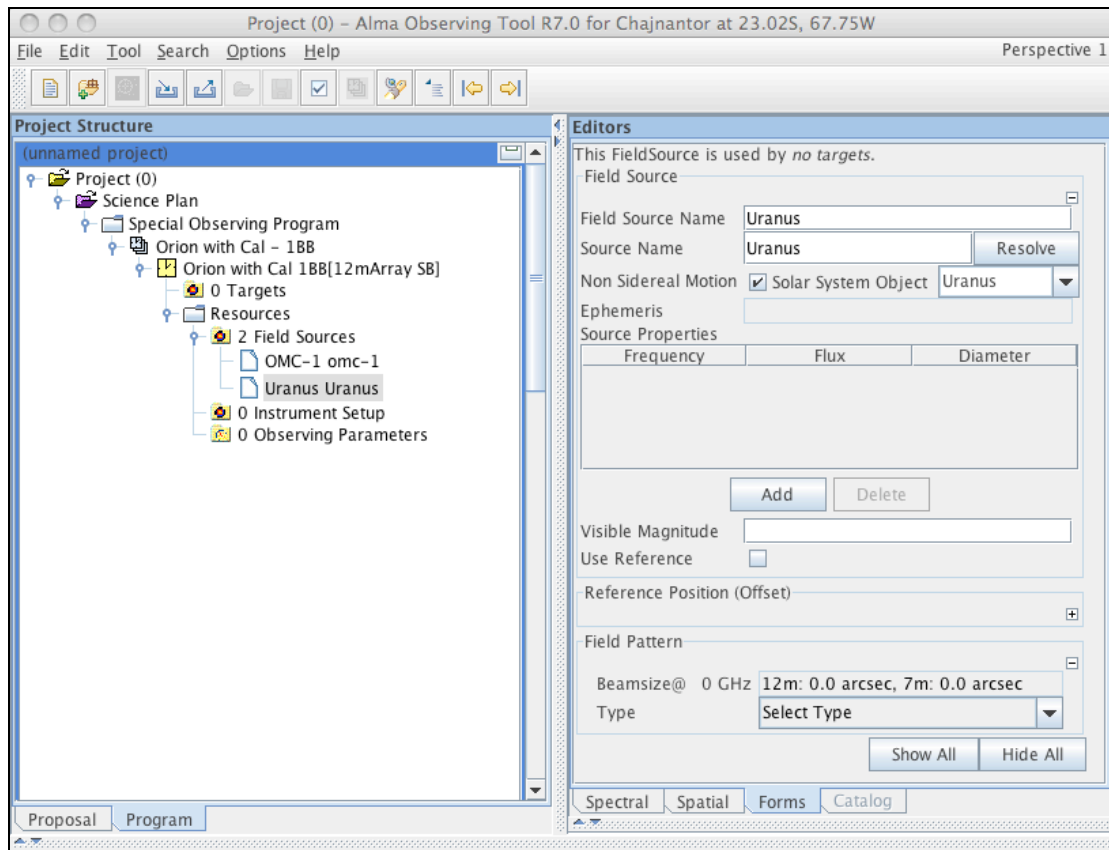 Project (0) – Alma Observing Tool R7.0 for Chajnantor at 23.02S, 67.75W
File Edit Tool Search Options Help
Perspective 1
Project Structure
(unnamed project)
Project (0)
Science Plan
Special Observing Program
Orion with Cal – 1BB
Orion with Cal 1BB[12mArray SB]
0 Targets
Resources
2 Field Sources
OMC-1 omc-1
Uranus Uranus
0 Instrument Setup
0 Observing Parameters
Proposal Program
Editors
This FieldSource is used by no targets.
Field Source
Field Source Name Uranus
Source Name Uranus Resolve
Non Sidereal Motion Solar System Object Uranus
Ephemeris
Source Properties
Frequency Flux Diameter
Add Delete
Visible Magnitude
Use Reference
Reference Position (Offset)
Field Pattern
Beamsize@ 0 GHz 12m: 0.0 arcsec, 7m: 0.0 arcsec
Type Select Type
Show All Hide All
Spectral Spatial Forms Catalog